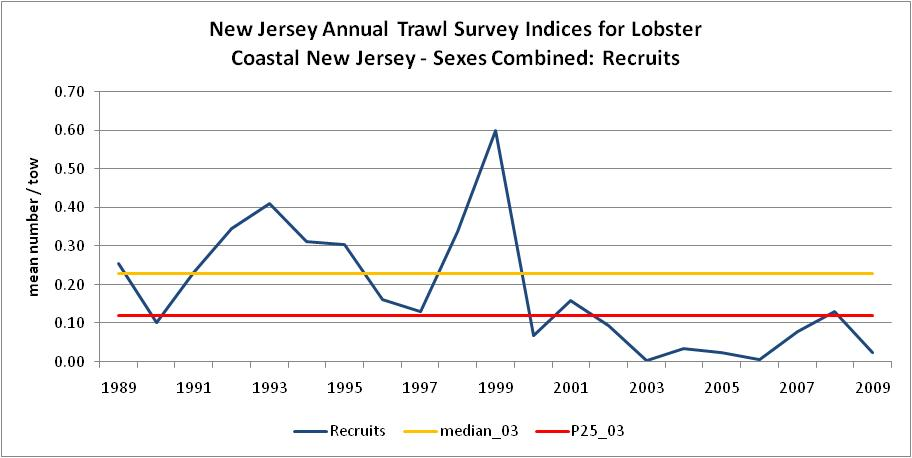 New Jersey Annual Trawl Survey Indices for Lobster
Coastal New Jersey - Sexes Combined: Recruits
mean number / tow
0.70
0.60
0.50
0.40
0.30
0.20
0.10
0.00
1989 1991 1993 1995 1997 1999 2001 2003 2005 2007 2009
Recruits median_03 P25_03